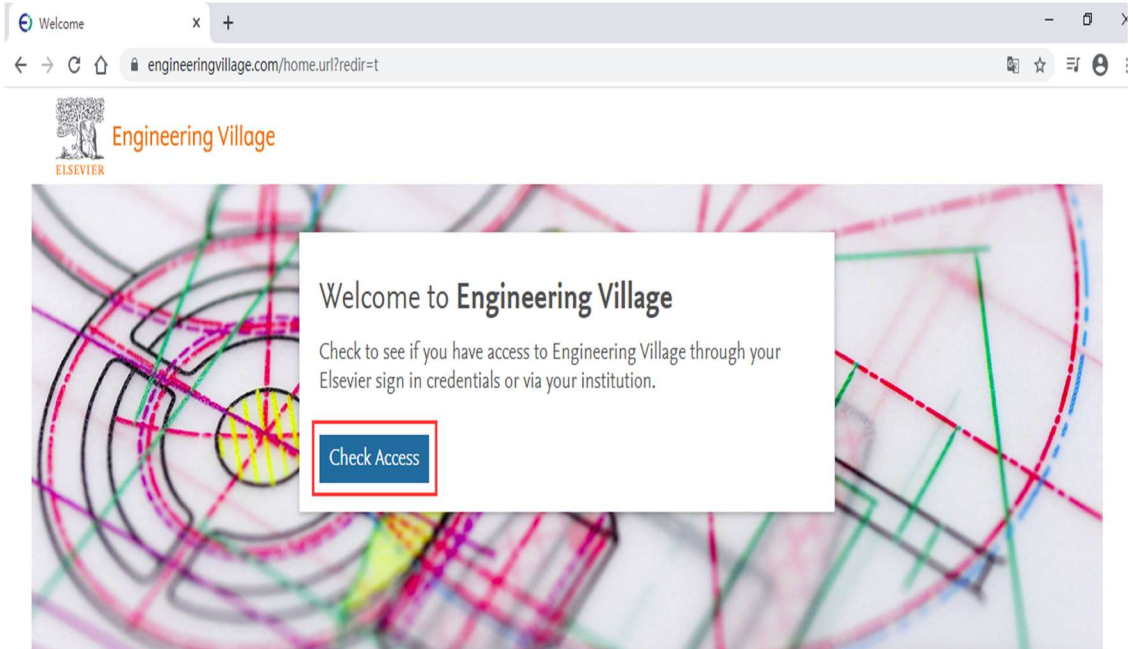 Welcome
engineeringvillage.com/home.url?redir=t
Engineering Village
ELSEVIER
Welcome to Engineering Village
Check to see if you have access to Engineering Village through your
Elsevier sign in credentials or via your institution.
Check Access